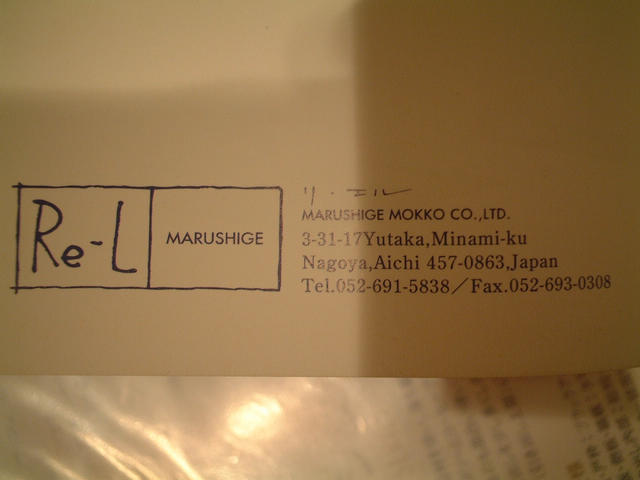 Re-L
MARUSHIGE
リ・エル
MARUSHIGE MOKKO CO.,LTD.
3-31-17Yutaka,Minami-ku
Nagoya,Aichi 457-0863,Japan
Tel.052-691-5838／Fax.052-693-0308